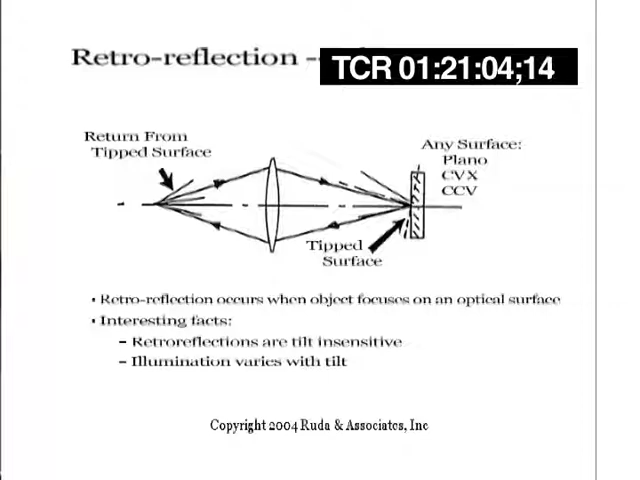 Retro-reflection --
TCR 01:21:04;14
Return From
Tipped Surface
Any Surface:
Plano
CVX
CCV
Tipped
Surface
• Retro-reflection occurs when object focuses on an optical surface
• Interesting facts:
– Retroreflections are tilt insensitive
– Illumination varies with tilt
Copyright 2004 Ruda & Associates, Inc